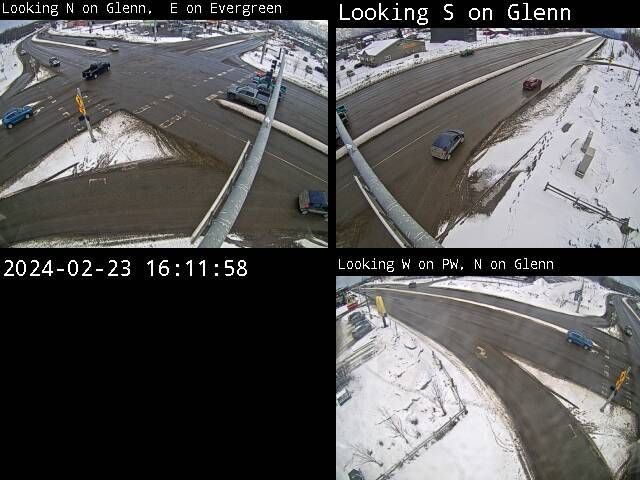 Looking N on Glenn,  E on Evergreen
Looking S on Glenn
2024-02-23 16:11:58
Looking W on PW, N on Glenn